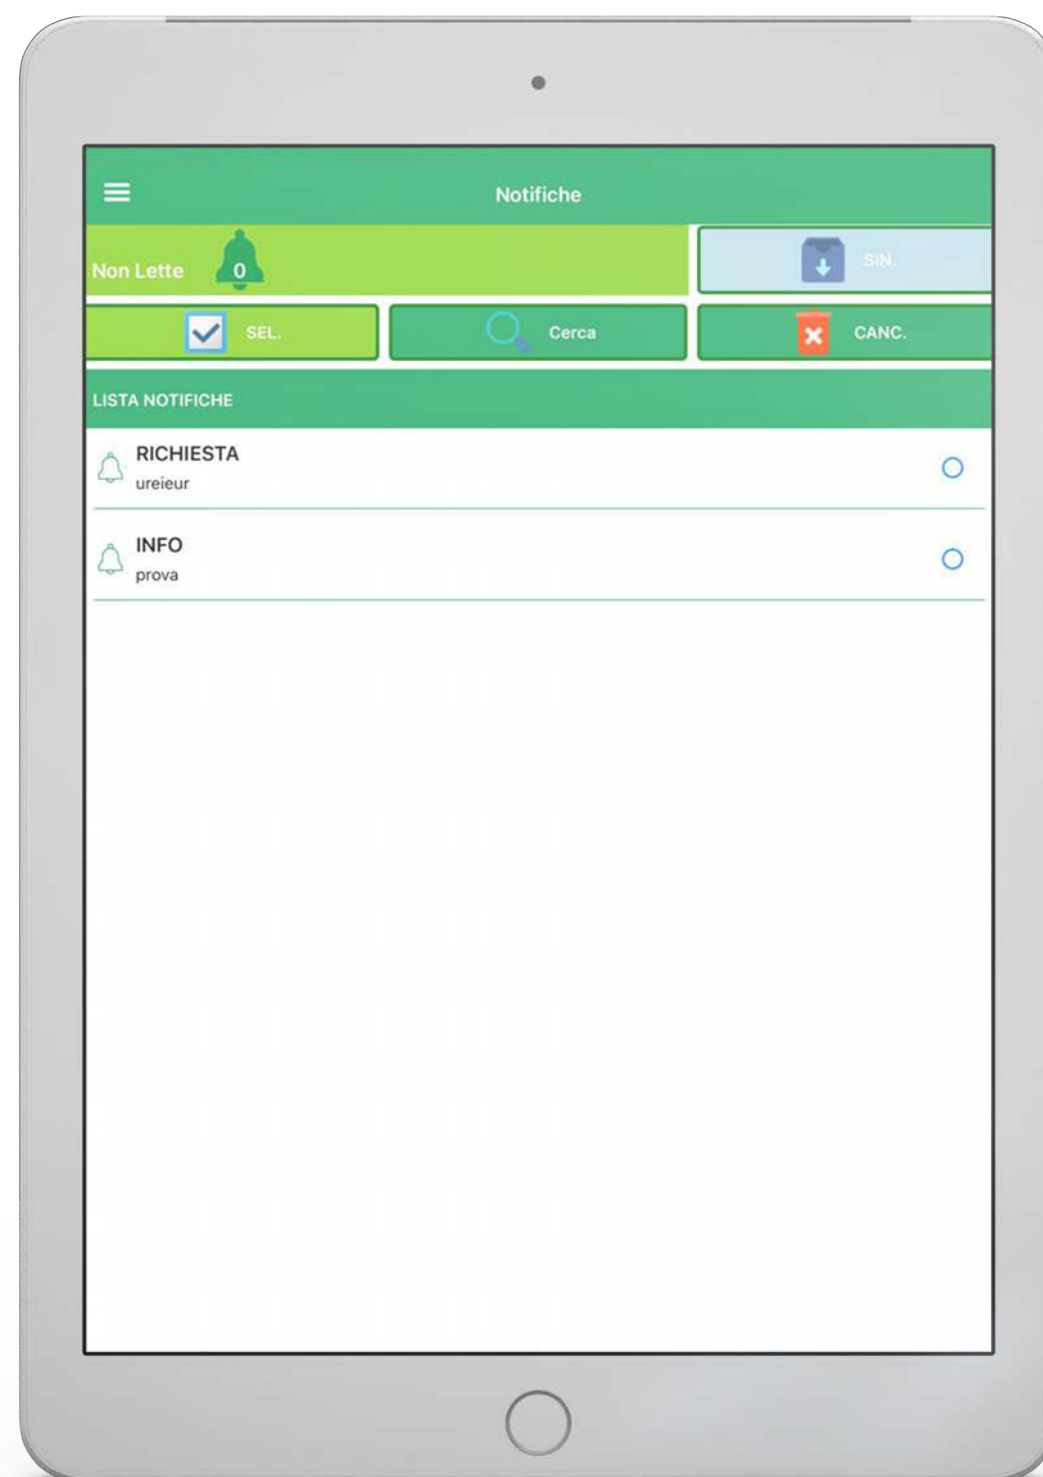 Notifiche
Non Lette 0
SIN.
SEL.
Cerca
CANC.
LISTA NOTIFICHE
RICHIESTA
ureieur
INFO
prova